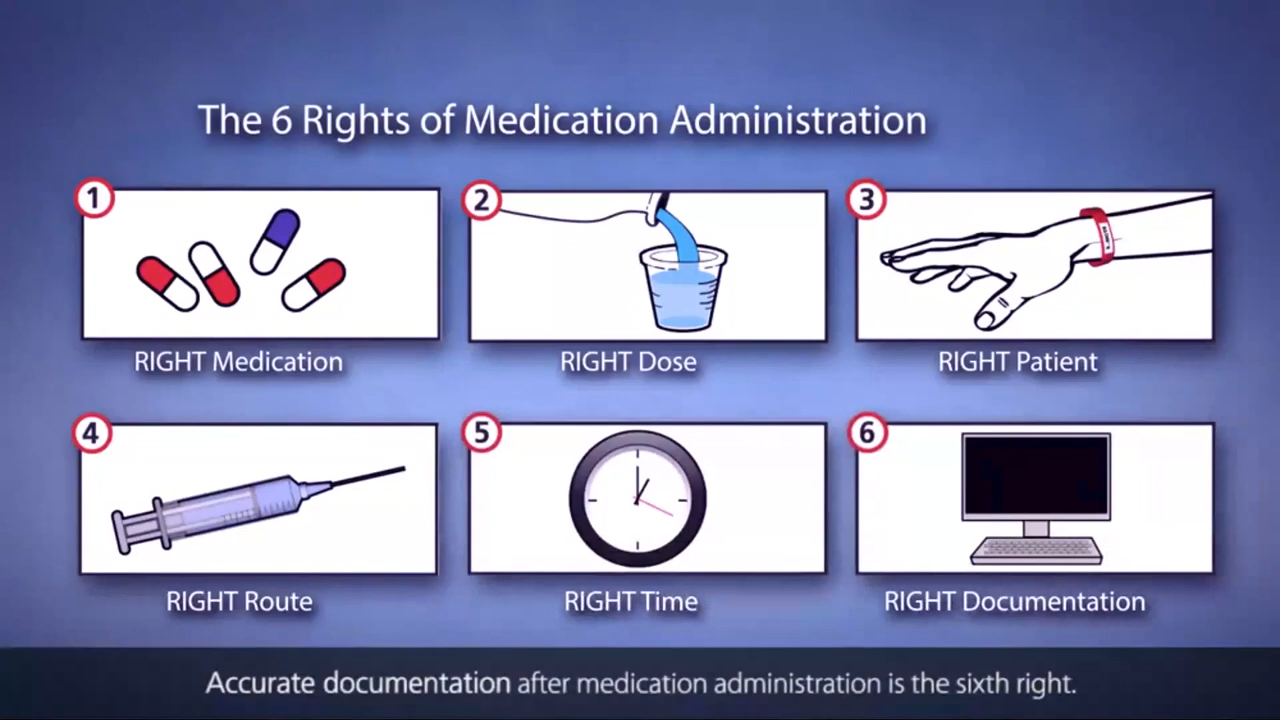 The 6 Rights of Medication Administration
1
2
3
RIGHT Medication
RIGHT Dose
RIGHT Patient
4
5
6
RIGHT Route
RIGHT Time
RIGHT Documentation
Accurate documentation after medication administration is the sixth right.